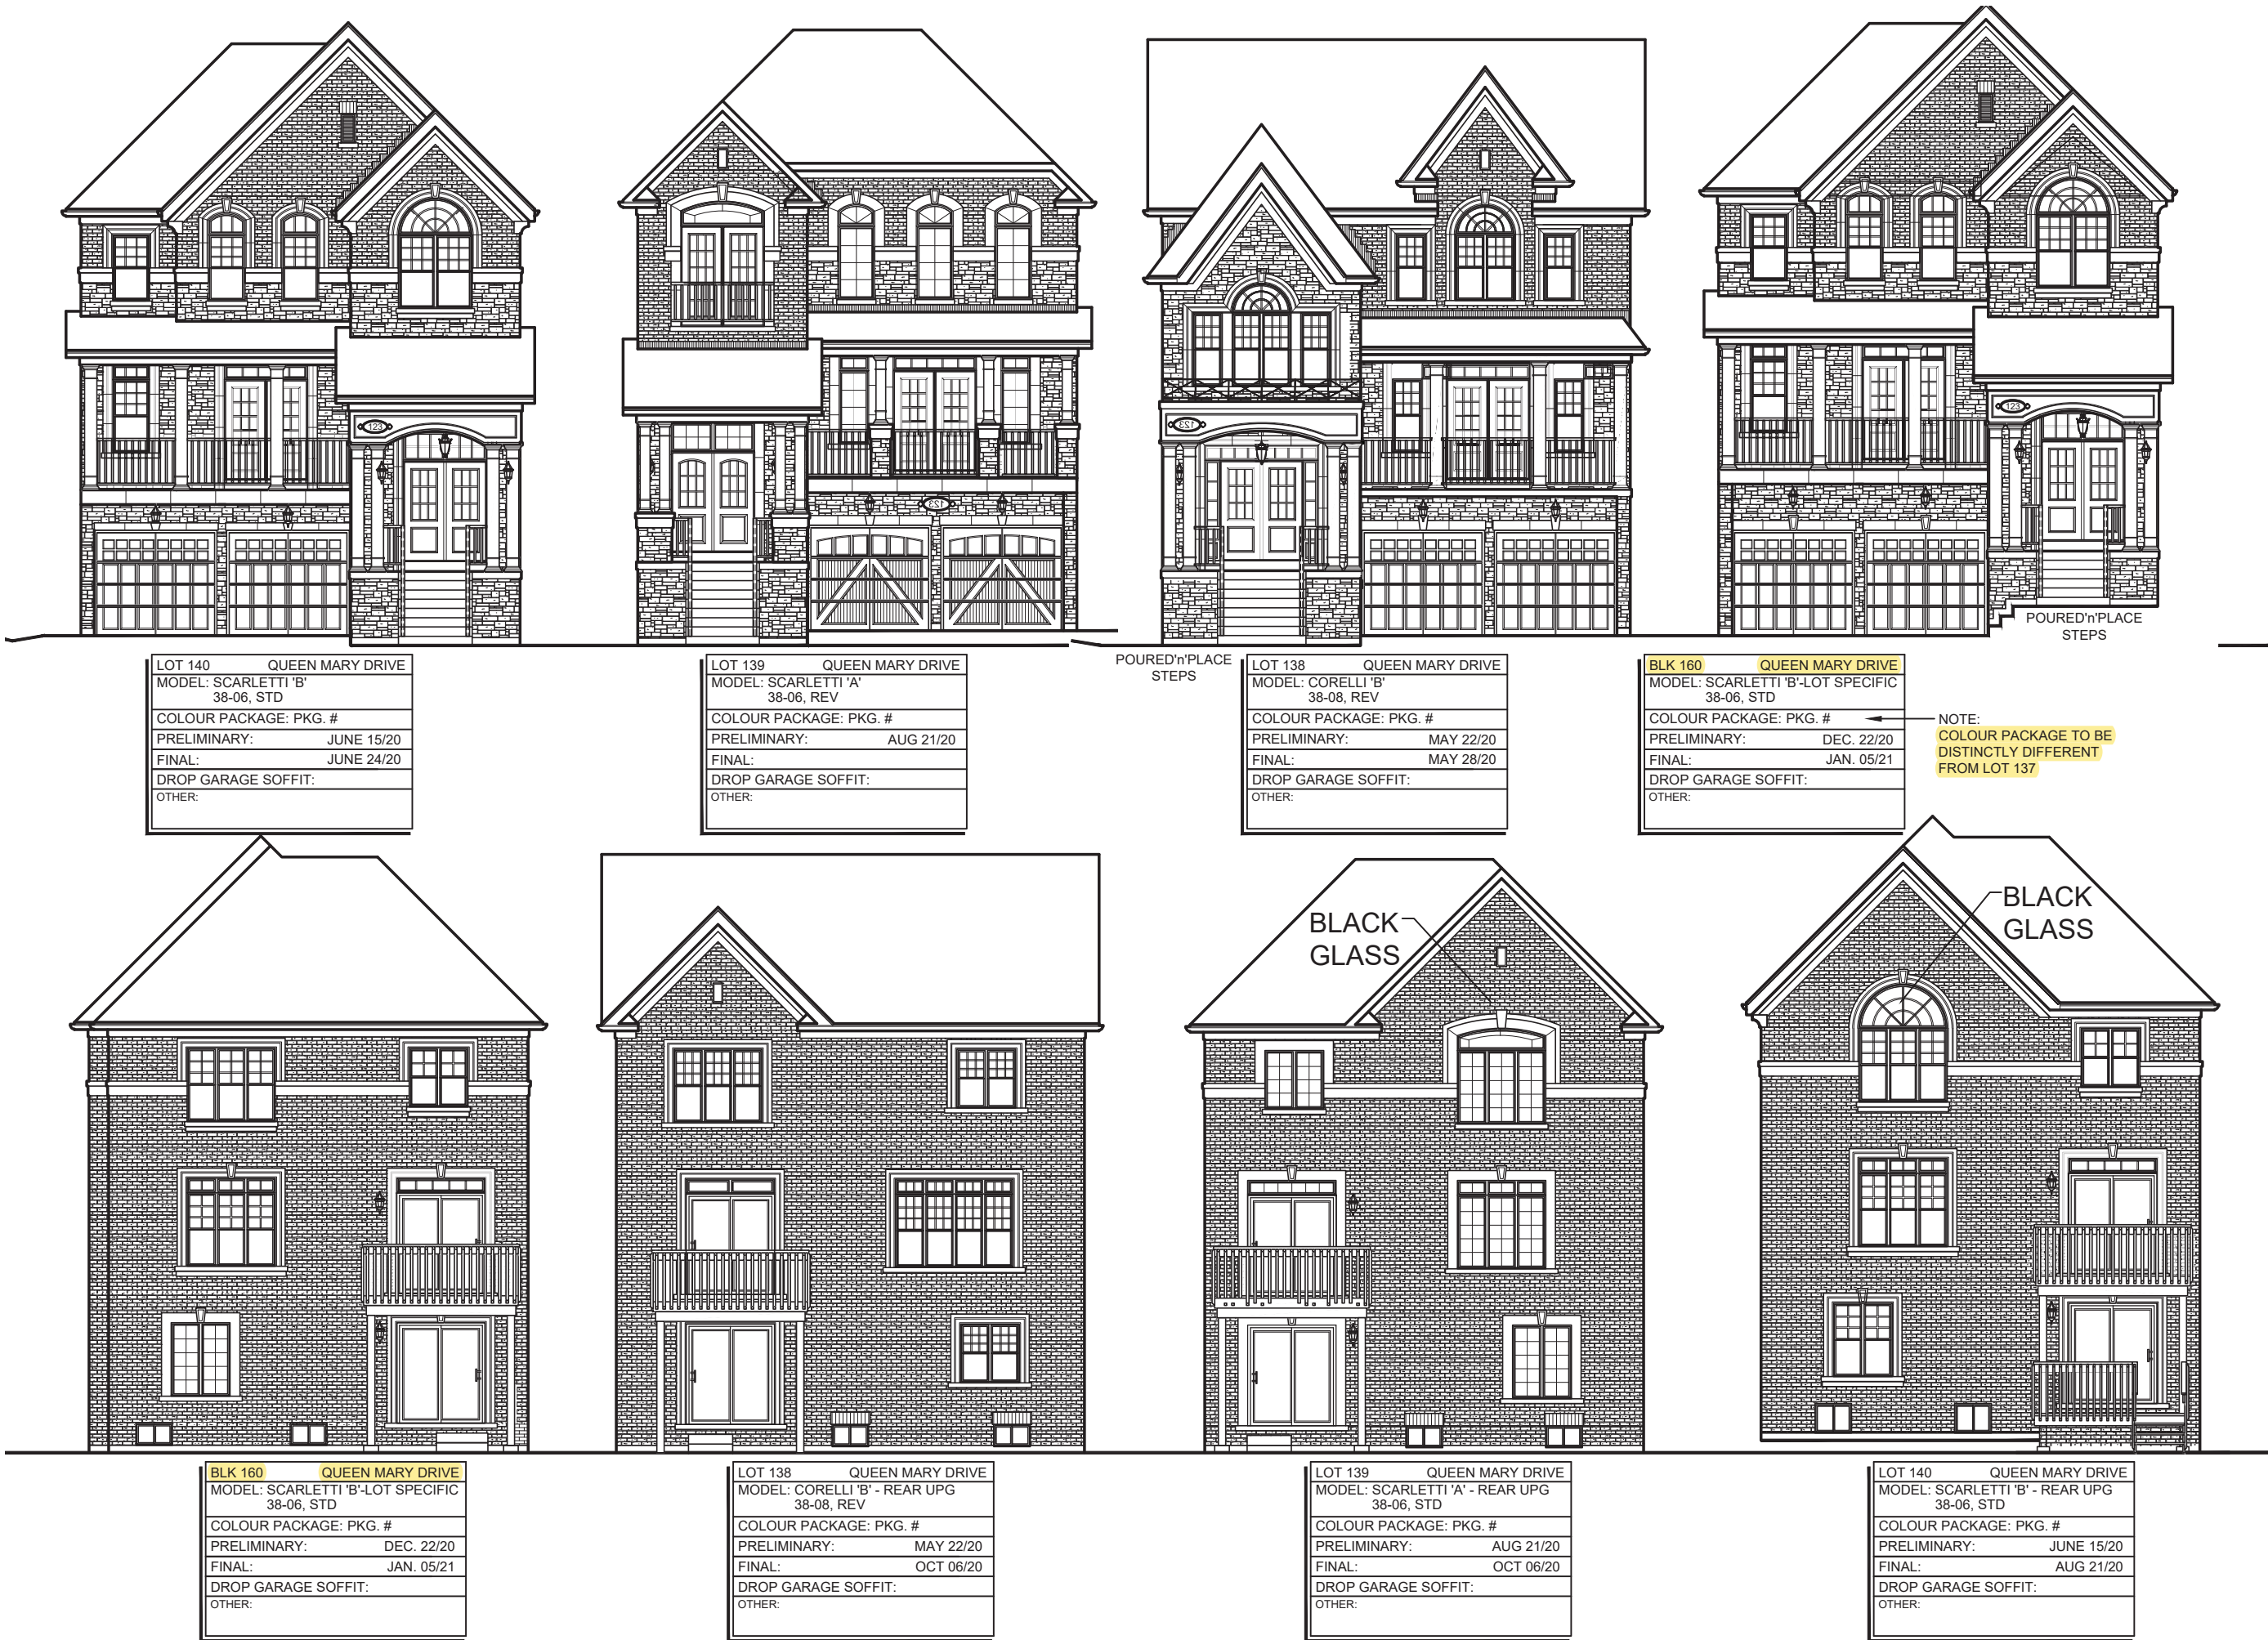 123
123
123
123
POURED'n'PLACE
STEPS
POURED'n'PLACE
STEPS
LOT 140 QUEEN MARY DRIVE
MODEL: SCARLETTI 'B'
38-06, STD
COLOUR PACKAGE: PKG. #
PRELIMINARY: JUNE 15/20
FINAL: JUNE 24/20
DROP GARAGE SOFFIT:
OTHER:
LOT 139 QUEEN MARY DRIVE
MODEL: SCARLETTI 'A'
38-06, REV
COLOUR PACKAGE: PKG. #
PRELIMINARY: AUG 21/20
FINAL:
DROP GARAGE SOFFIT:
OTHER:
LOT 138 QUEEN MARY DRIVE
MODEL: CORELLI 'B'
38-08, REV
COLOUR PACKAGE: PKG. #
PRELIMINARY: MAY 22/20
FINAL: MAY 28/20
DROP GARAGE SOFFIT:
OTHER:
BLK 160 QUEEN MARY DRIVE
MODEL: SCARLETTI 'B'-LOT SPECIFIC
38-06, STD
COLOUR PACKAGE: PKG. #
PRELIMINARY: DEC. 22/20
FINAL: JAN. 05/21
DROP GARAGE SOFFIT:
OTHER:
NOTE:
COLOUR PACKAGE TO BE
DISTINCTLY DIFFERENT
FROM LOT 137
BLACK
GLASS
BLACK
GLASS
BLK 160 QUEEN MARY DRIVE
MODEL: SCARLETTI 'B'-LOT SPECIFIC
38-06, STD
COLOUR PACKAGE: PKG. #
PRELIMINARY: DEC. 22/20
FINAL: JAN. 05/21
DROP GARAGE SOFFIT:
OTHER:
LOT 138 QUEEN MARY DRIVE
MODEL: CORELLI 'B' - REAR UPG
38-08, REV
COLOUR PACKAGE: PKG. #
PRELIMINARY: MAY 22/20
FINAL: OCT 06/20
DROP GARAGE SOFFIT:
OTHER:
LOT 139 QUEEN MARY DRIVE
MODEL: SCARLETTI 'A' - REAR UPG
38-06, STD
COLOUR PACKAGE: PKG. #
PRELIMINARY: AUG 21/20
FINAL: OCT 06/20
DROP GARAGE SOFFIT:
OTHER:
LOT 140 QUEEN MARY DRIVE
MODEL: SCARLETTI 'B' - REAR UPG
38-06, STD
COLOUR PACKAGE: PKG. #
PRELIMINARY: JUNE 15/20
FINAL: AUG 21/20
DROP GARAGE SOFFIT:
OTHER: